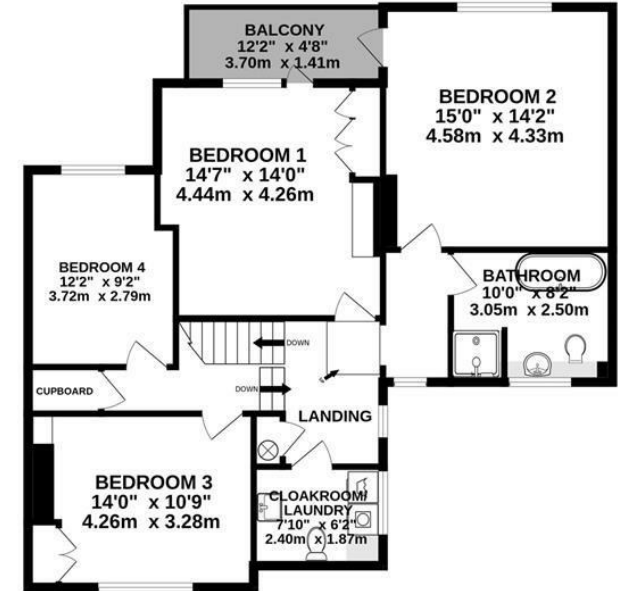 BALCONY
12'2" x 4'8"
3.70m x 1.41m
BEDROOM 2
15'0" x 14'2"
4.58m x 4.33m
BEDROOM 1
14'7" x 14'0"
4.44m x 4.26m
BEDROOM 4
12'2" x 9'2"
3.72m x 2.79m
BATHROOM
10'0" x 8'2"
3.05m x 2.50m
DOWN
CUPBOARD
DOWN
LANDING
BEDROOM 3
14'0" x 10'9"
4.26m x 3.28m
CLOAKROOM/
LAUNDRY
7'10" x 6'2"
2.40m x 1.87m